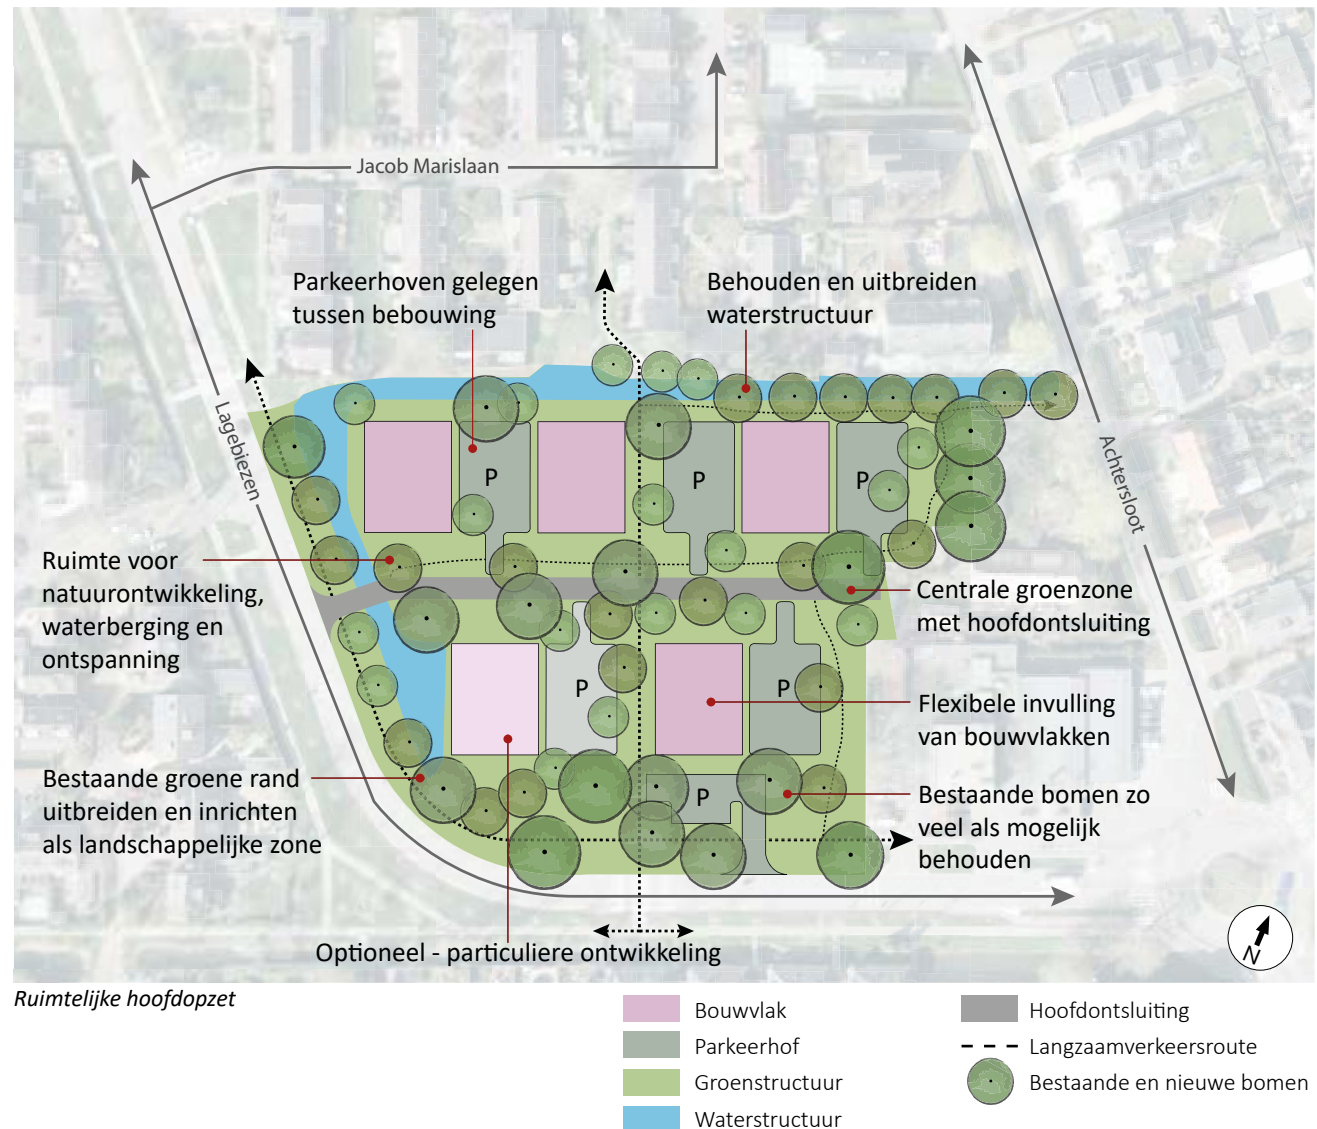 Jacob Marislaan
Parkeerhoven gelegen
tussen bebouwing
Behouden en uitbreiden
waterstructuur
Lagebiezen
Achtersloot
P
P
P
Ruimte voor
natuurontwikkeling,
waterberging en
ontspanning
Centrale groenzone
met hoofdontsluiting
P
P
Flexibele invulling
van bouwvlakken
Bestaande groene rand
uitbreiden en inrichten
als landschappelijke zone
P
Bestaande bomen zo
veel als mogelijk
behouden
Optioneel - particuliere ontwikkeling
N
Ruimtelijke hoofdopzet
Bouwvlak
Parkeerhof
Groenstructuur
Waterstructuur
Hoofdontsluiting
Langzaamverkeersroute
Bestaande en nieuwe bomen